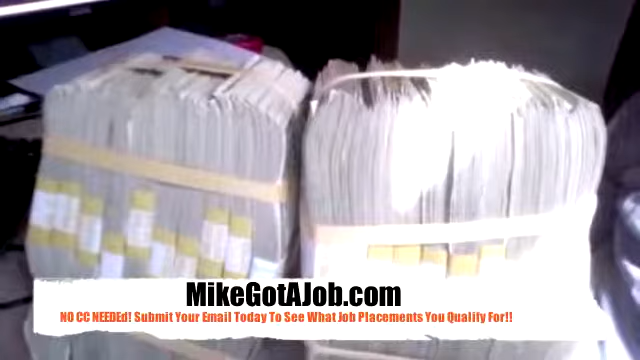 MikeGotAJob.com
NO CC NEEDEd! Submit Your Email Today To See What Job Placements You Qualify For!!